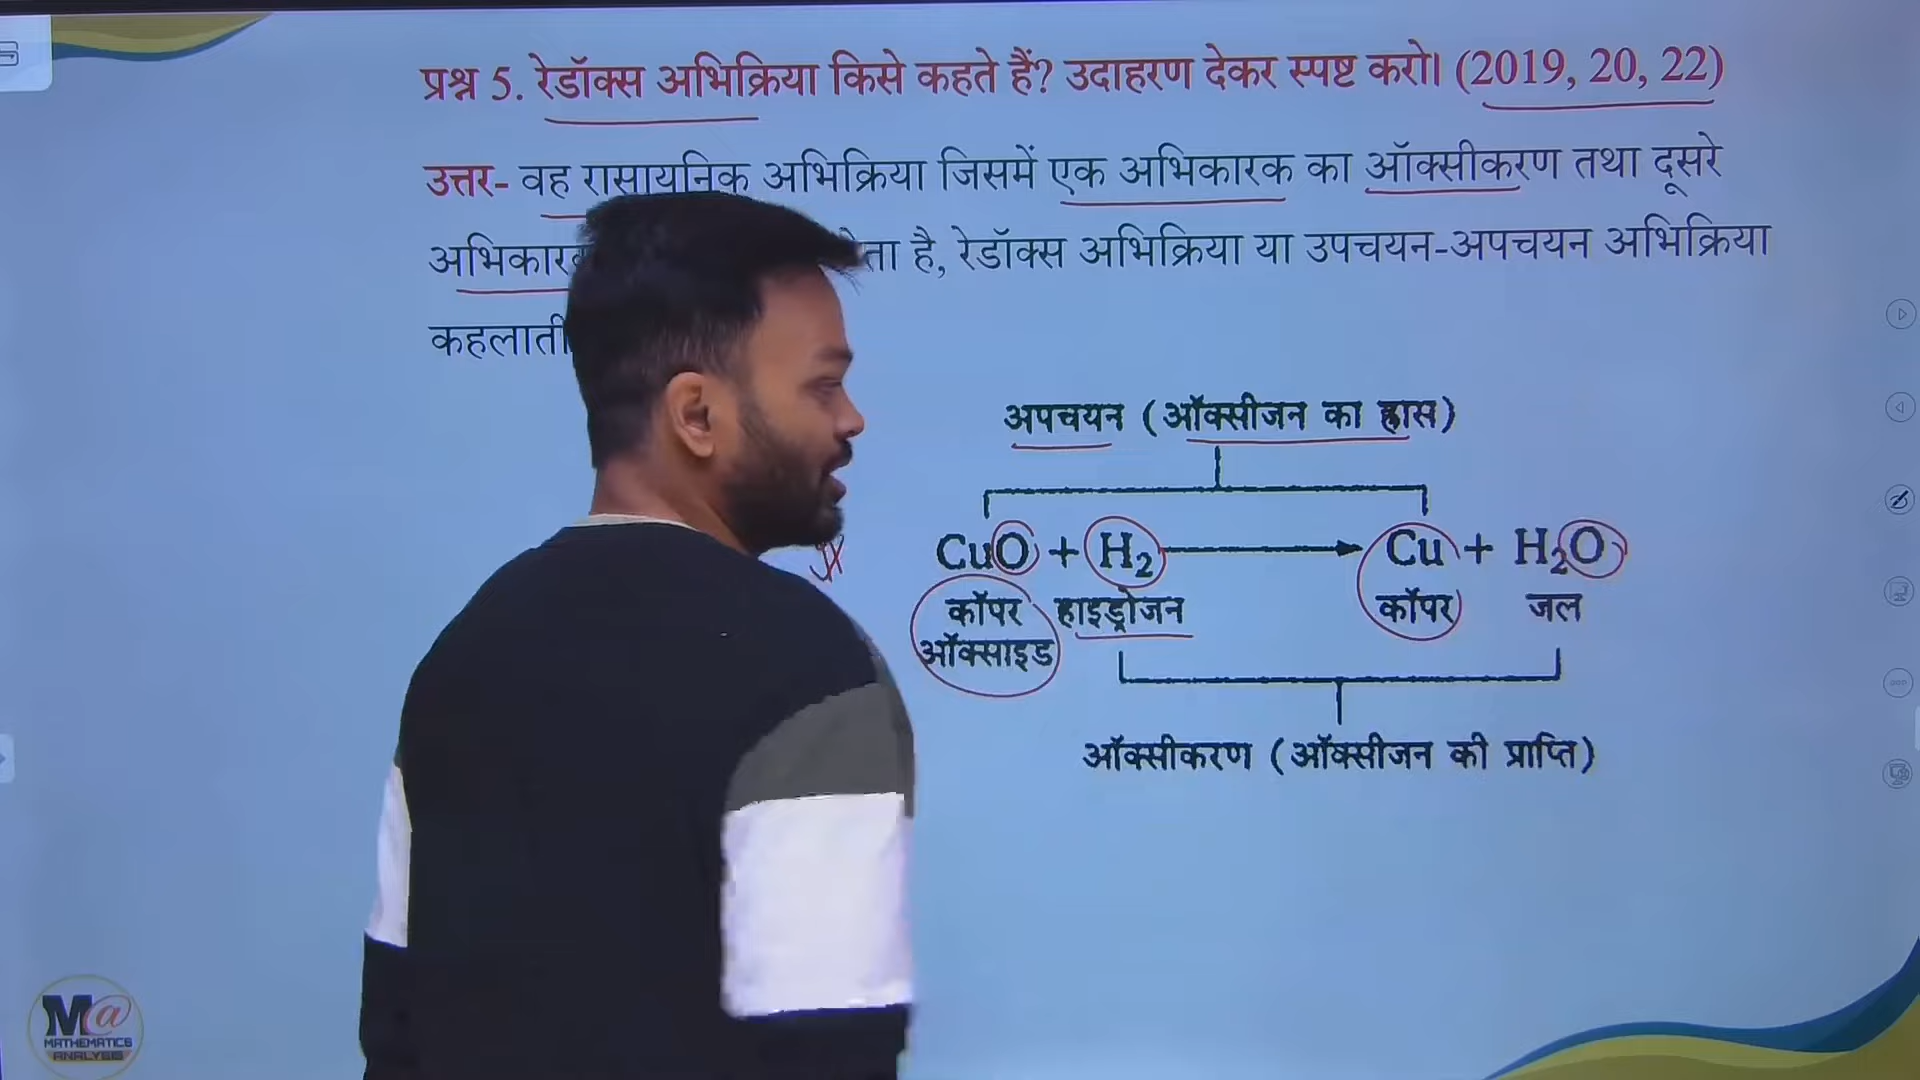 प्रश्न 5. रेडॉक्स अभिक्रिया किसे कहते हैं? उदाहरण देकर स्पष्ट करो। (2019, 20, 22)
उत्तर- वह रासायनिक अभिक्रिया जिसमें एक अभिकारक का ऑक्सीकरण तथा दूसरे
है, रेडॉक्स अभिक्रिया या उपचयन-अपचयन अभिक्रिया
कहलाती
अपचयन (ऑक्सीजन का ह्रास)
CuO + H₂ → Cu + H₂O
कॉपर हाइड्रोजन कॉपर जल
ऑक्साइड
ऑक्सीकरण (ऑक्सीजन की प्राप्ति)
M@
MATHEMATICS
ANALYSIS